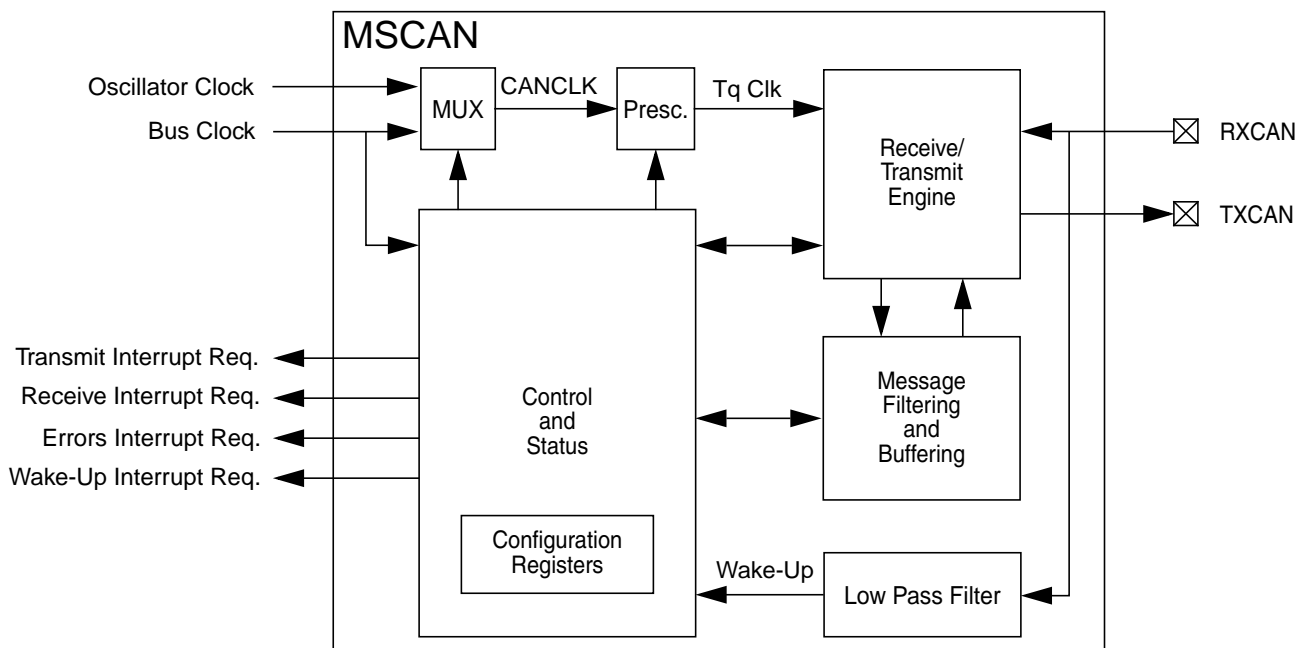 MSCAN
Oscillator Clock
Bus Clock
MUX
CANCLK
Presc.
Tq Clk
Receive/
Transmit
Engine
RXCAN
TXCAN
Transmit Interrupt Req.
Receive Interrupt Req.
Errors Interrupt Req.
Wake-Up Interrupt Req.
Control
and
Status
Message
Filtering
and
Buffering
Configuration
Registers
Wake-Up
Low Pass Filter